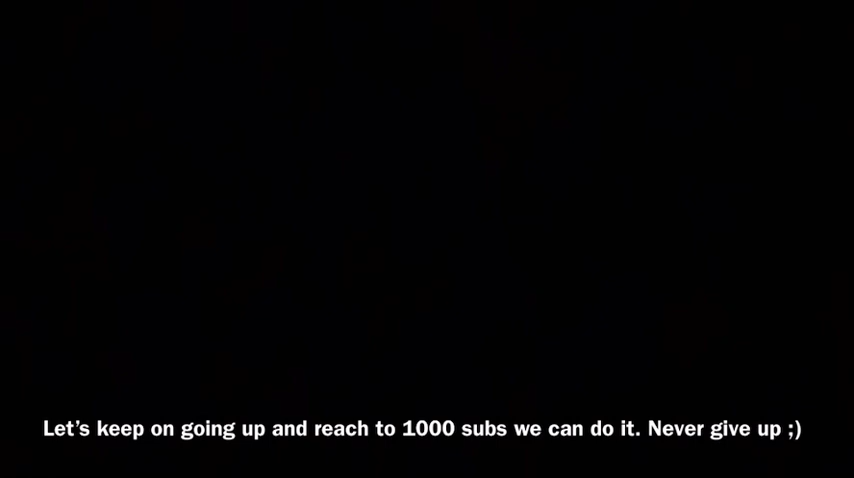 Let’s keep on going up and reach to 1000 subs we can do it. Never give up ;)